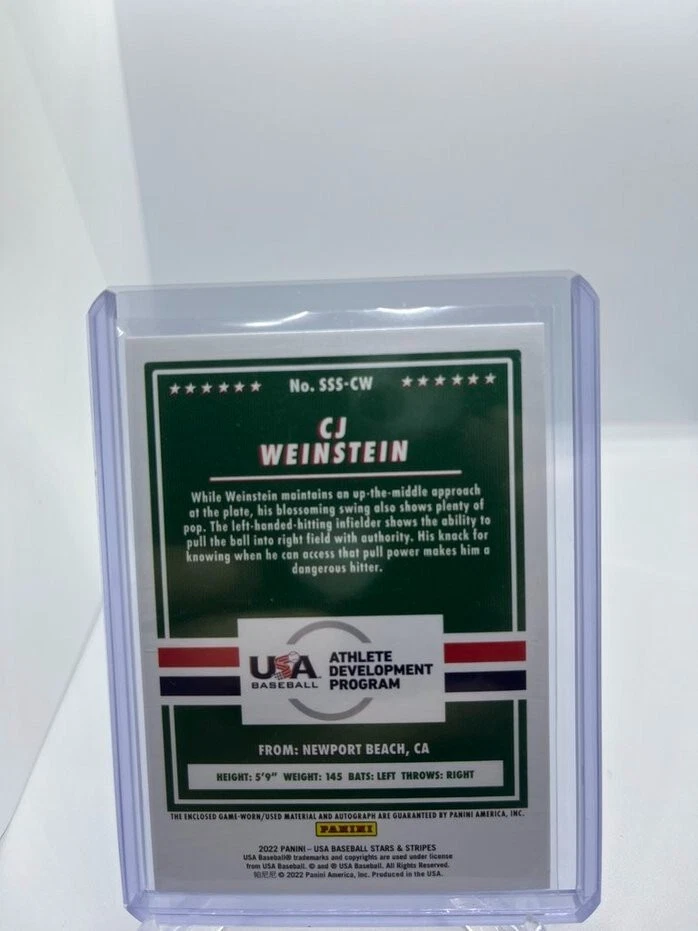 ★★★★★★ No. SSS-CW ★★★★★★
CJ
WEINSTEIN
While Weinstein maintains an up-the-middle approach
at the plate, his blossoming swing also shows plenty of
pop. The left-handed-hitting infielder shows the ability to
pull the ball into right field with authority. His knack for
knowing when he can access that pull power makes him a
dangerous hitter.
USA
BASEBALL
ATHLETE
DEVELOPMENT
PROGRAM
FROM: NEWPORT BEACH, CA
HEIGHT: 5'9" WEIGHT: 145 BATS: LEFT THROWS: RIGHT
THE ENCLOSED GAME-WORN/USED MATERIAL AND AUTOGRAPH ARE GUARANTEED BY PANINI AMERICA, INC.
PANINI
2022 PANINI – USA BASEBALL STARS & STRIPES
USA Baseball® trademarks and copyrights are used under license
from USA Baseball. © and ® USA Baseball. All Rights Reserved.
帕尼尼 © 2022 Panini America, Inc. Produced in the USA.